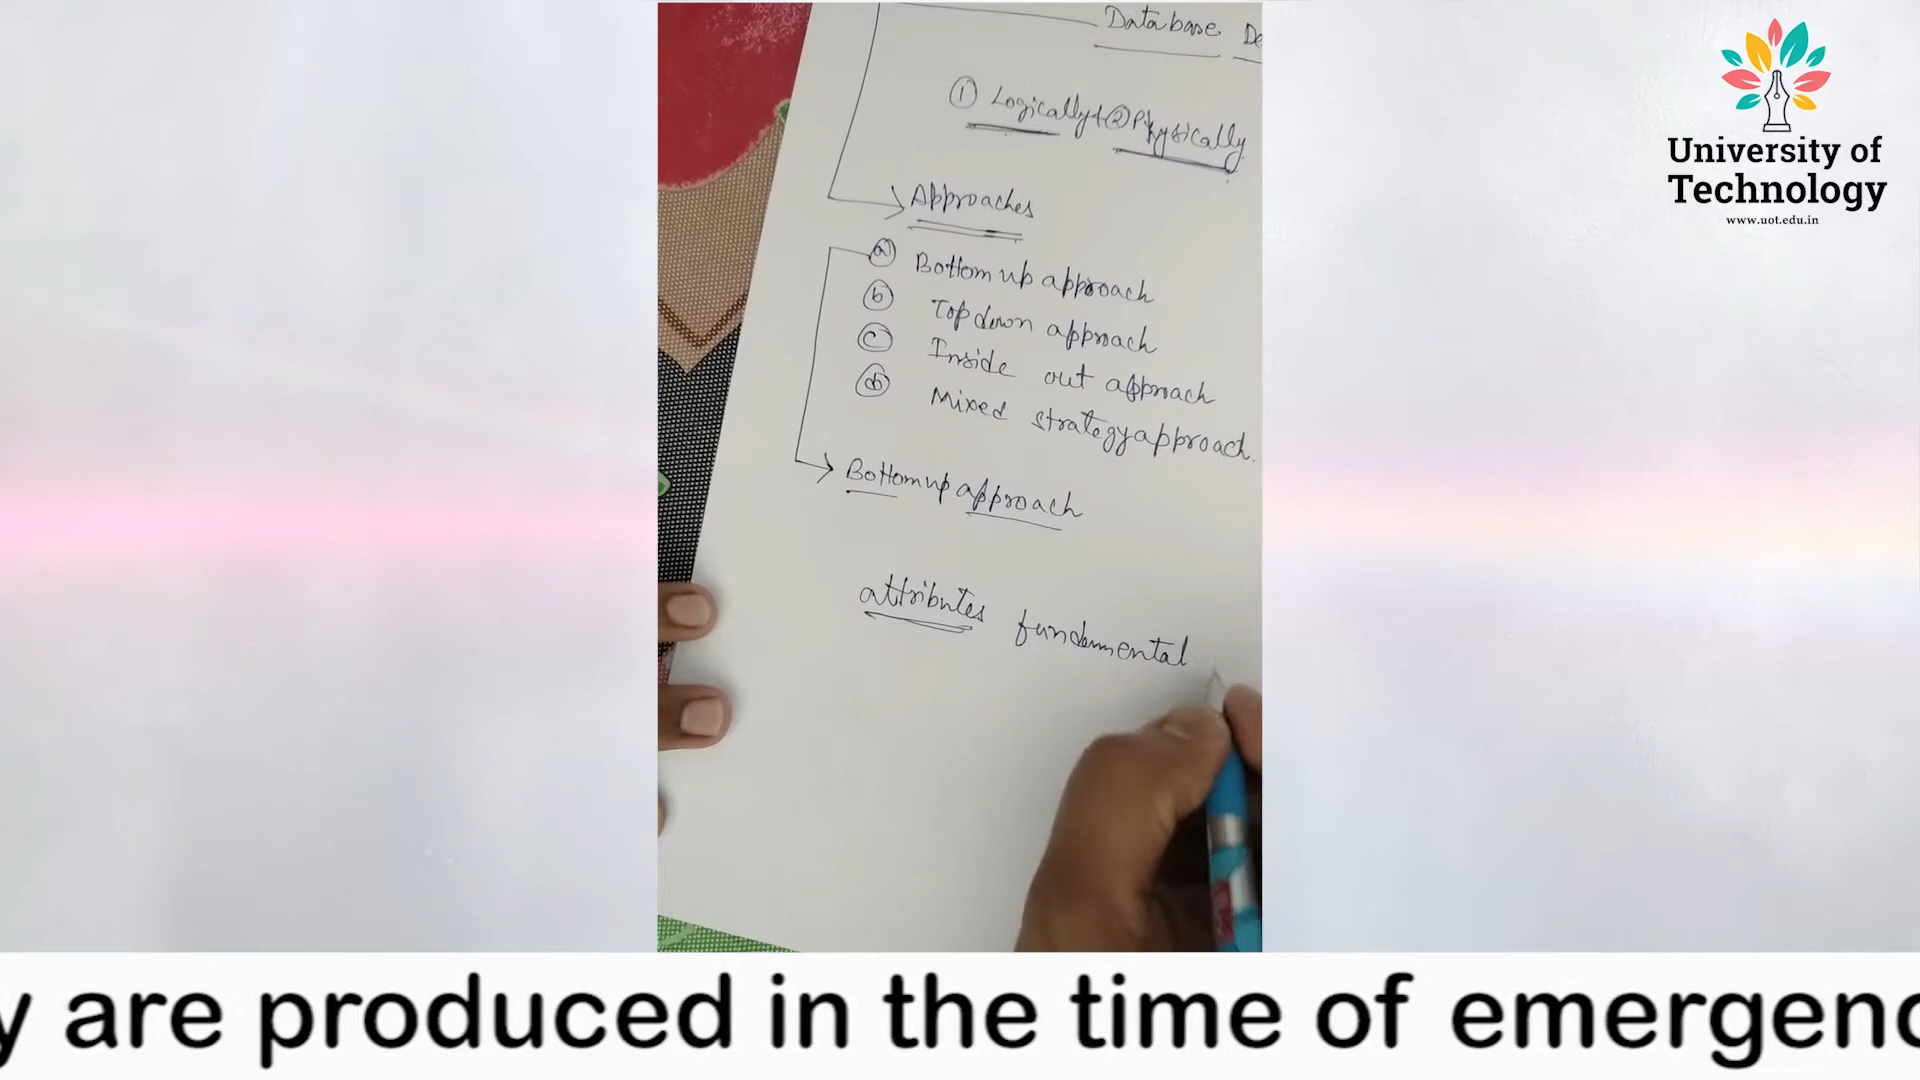 Database De
① Logically + ② Physically
Approaches
ⓐ Bottom up approach
ⓑ Top down approach
ⓒ Inside out approach
ⓓ Mixed strategy approach.
Bottom up approach
attributes fundamental
University of
Technology
www.uot.edu.in
y are produced in the time of emergenc